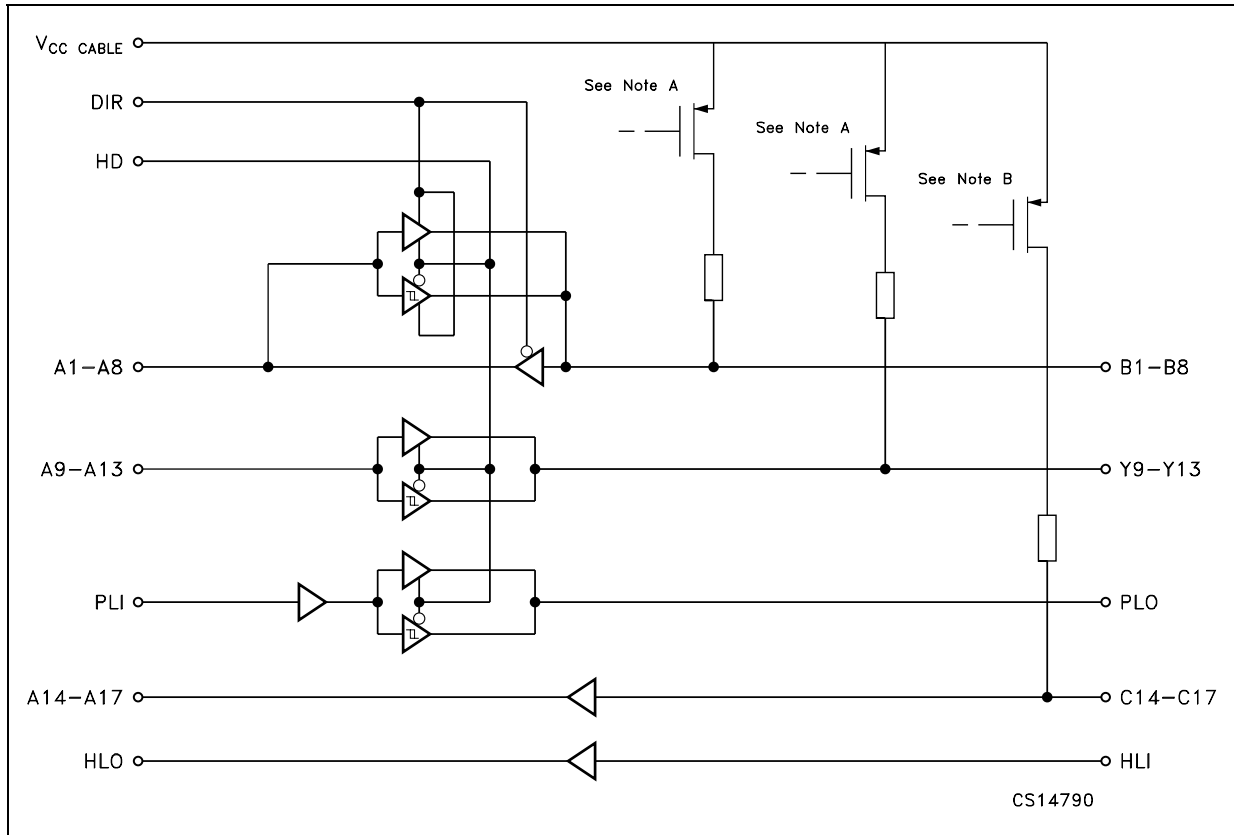 VCC CABLE
See Note A
DIR
See Note A
HD
See Note B
A1-A8
B1-B8
A9-A13
Y9-Y13
PLI
PLO
A14-A17
C14-C17
HLO
HLI
CS14790